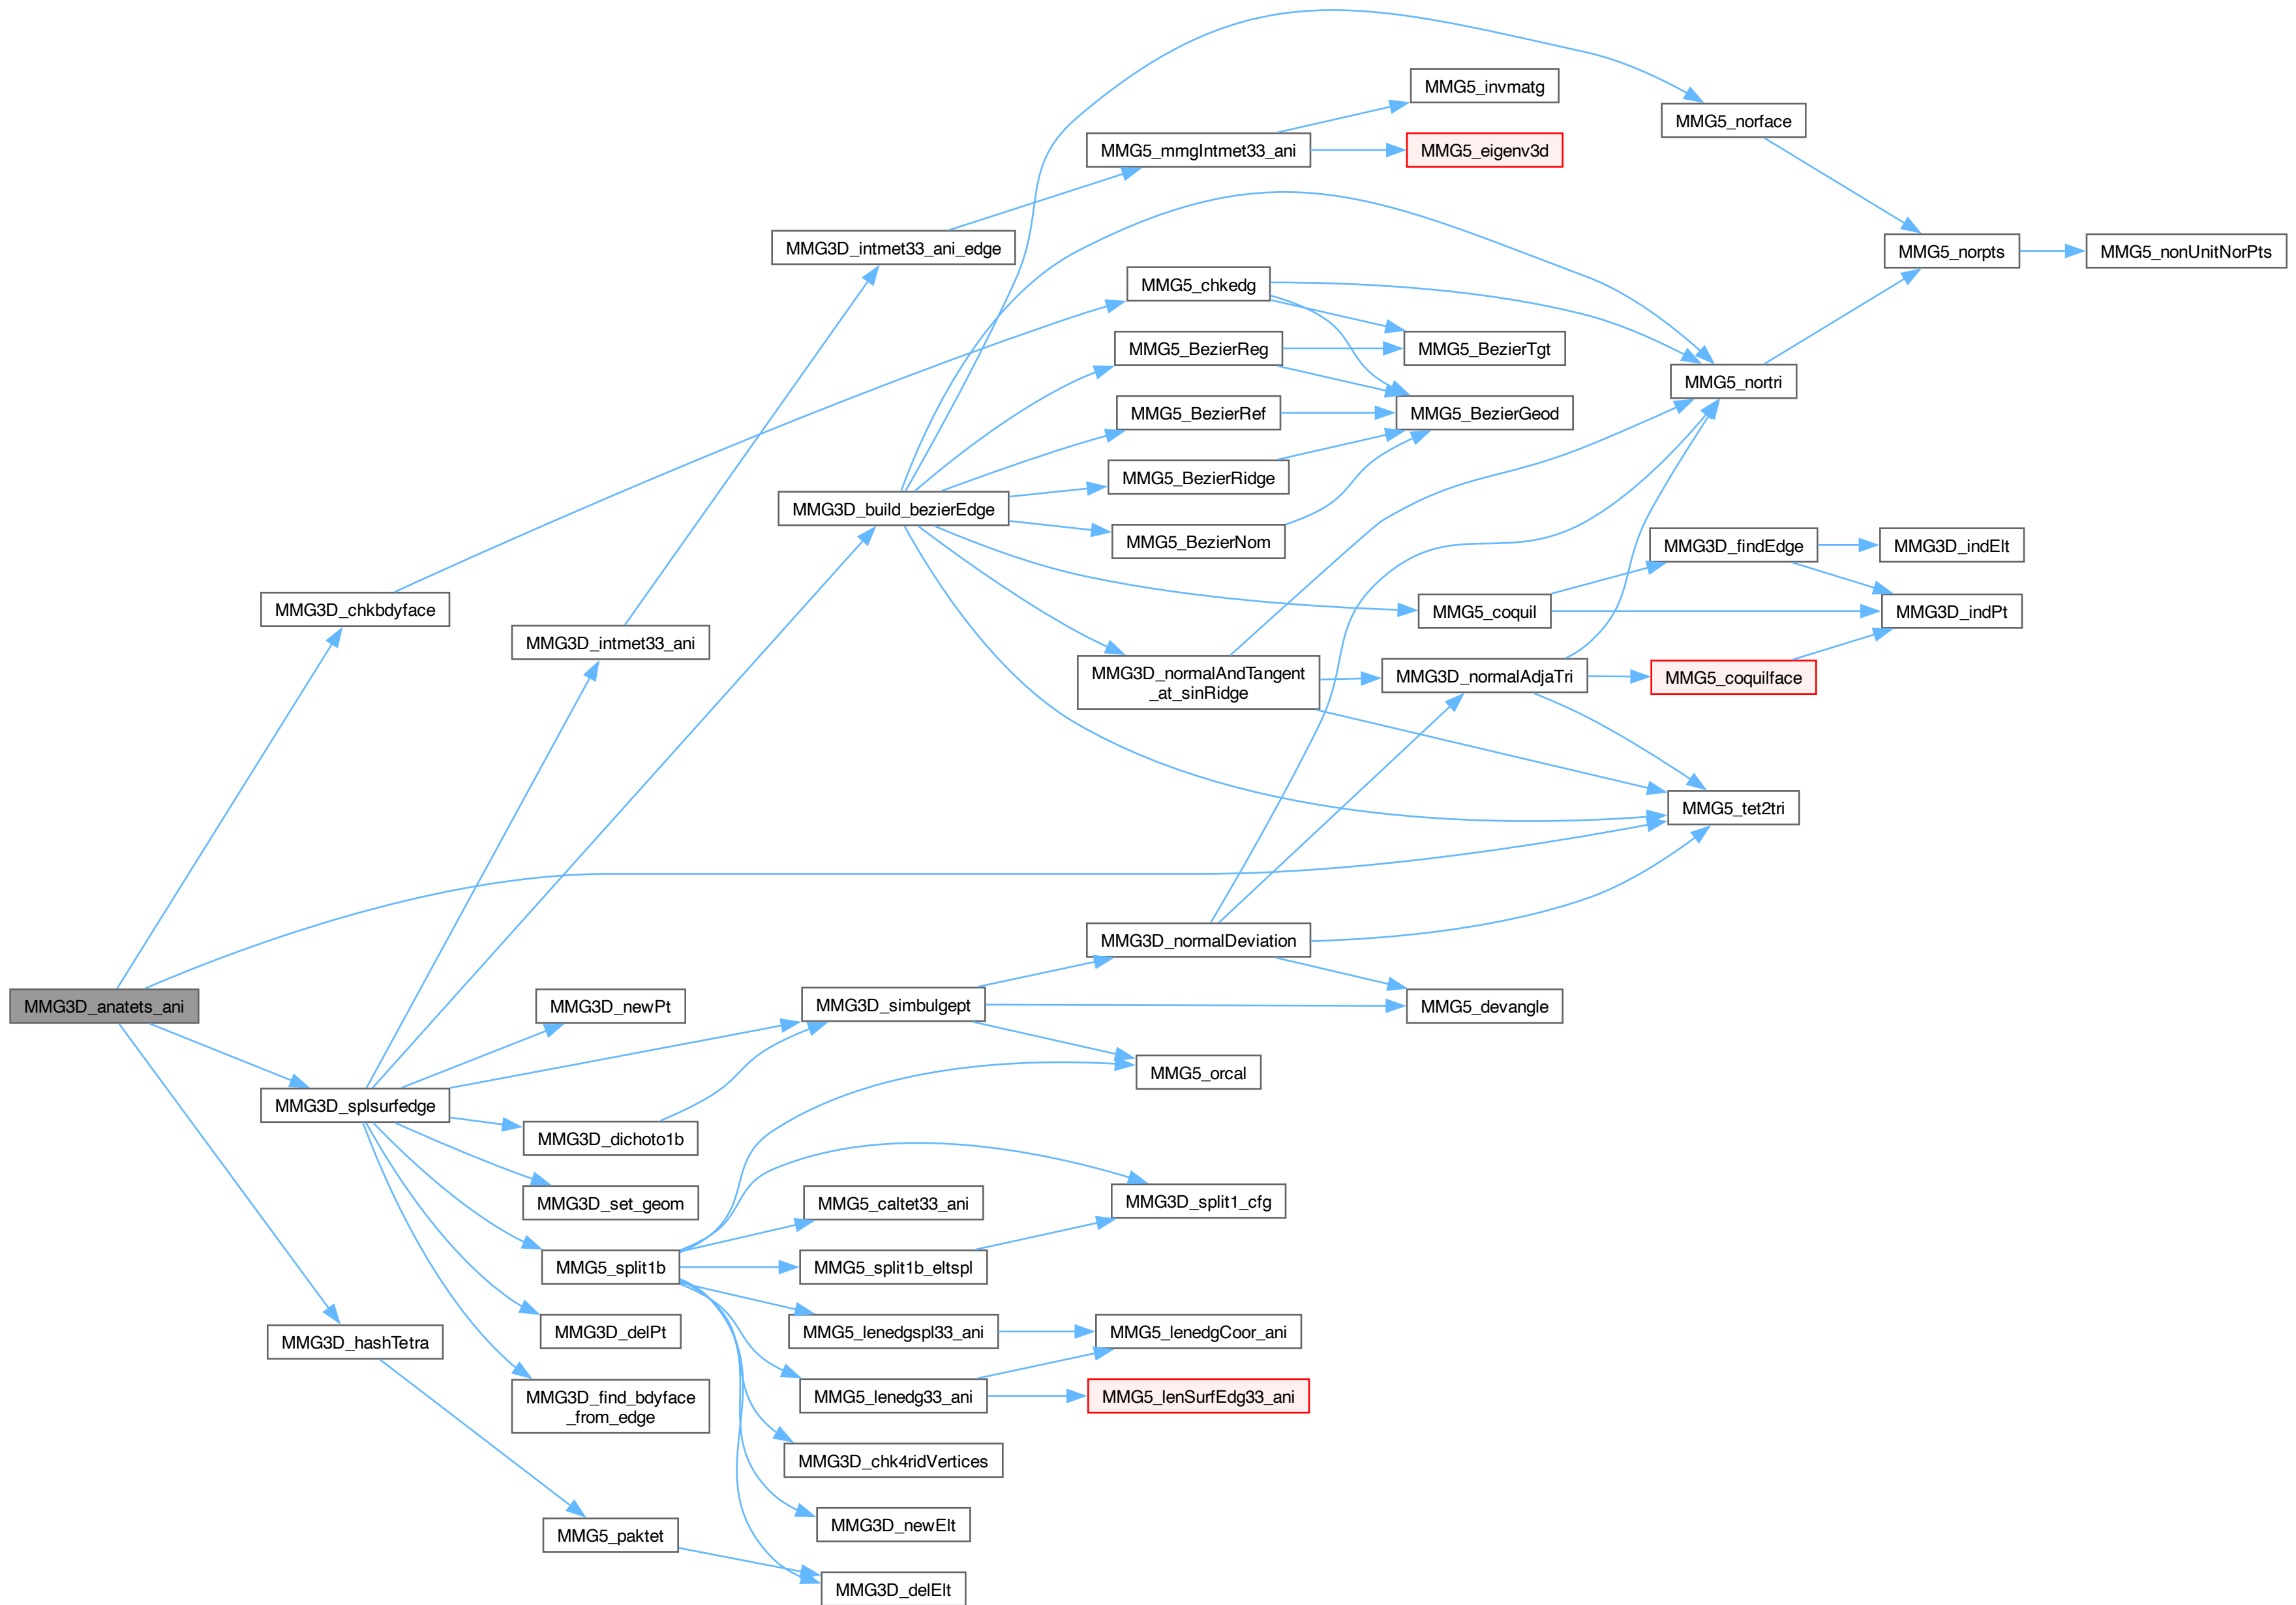 MMG5_invmatg
MMG5_norface
MMG5_mmgIntmet33_ani
MMG5_eigenv3d
MMG3D_intmet33_ani_edge
MMG5_norpts
MMG5_nonUnitNorPts
MMG5_chkedg
MMG5_BezierReg
MMG5_BezierTgt
MMG5_nortri
MMG5_BezierRef
MMG5_BezierGeod
MMG5_BezierRidge
MMG3D_build_bezierEdge
MMG5_BezierNom
MMG3D_findEdge
MMG3D_indElt
MMG3D_chkbdyface
MMG5_coquil
MMG3D_indPt
MMG3D_intmet33_ani
MMG3D_normalAndTangent
_at_sinRidge
MMG3D_normalAdjaTri
MMG5_coquilface
MMG5_tet2tri
MMG3D_normalDeviation
MMG3D_anatets_ani
MMG3D_newPt
MMG3D_simbulgept
MMG5_devangle
MMG5_orcal
MMG3D_splsurfedge
MMG3D_dichoto1b
MMG3D_set_geom
MMG5_caltet33_ani
MMG3D_split1_cfg
MMG5_split1b
MMG5_split1b_eltspl
MMG3D_delPt
MMG5_lenedgspl33_ani
MMG5_lenedgCoor_ani
MMG3D_hashTetra
MMG3D_find_bdyface
_from_edge
MMG5_lenedg33_ani
MMG5_lenSurfEdg33_ani
MMG3D_chk4ridVertices
MMG3D_newElt
MMG5_paktet
MMG3D_delElt